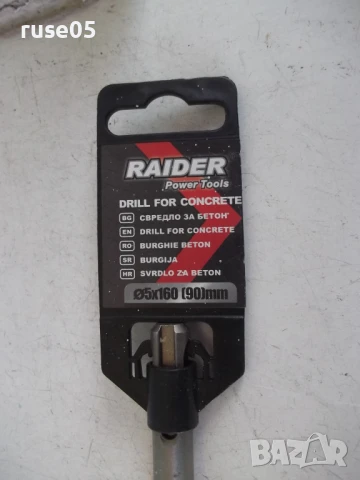 ruse05
RAIDER
Power Tools
DRILL FOR CONCRETE
BG СВРЕДЛО ЗА БЕТОН
EN DRILL FOR CONCRETE
RO BURGHIE BETON
SR BURGIJA
HR SVRDLO ZA BETON
Ø5x160 (90)mm
BAZAR